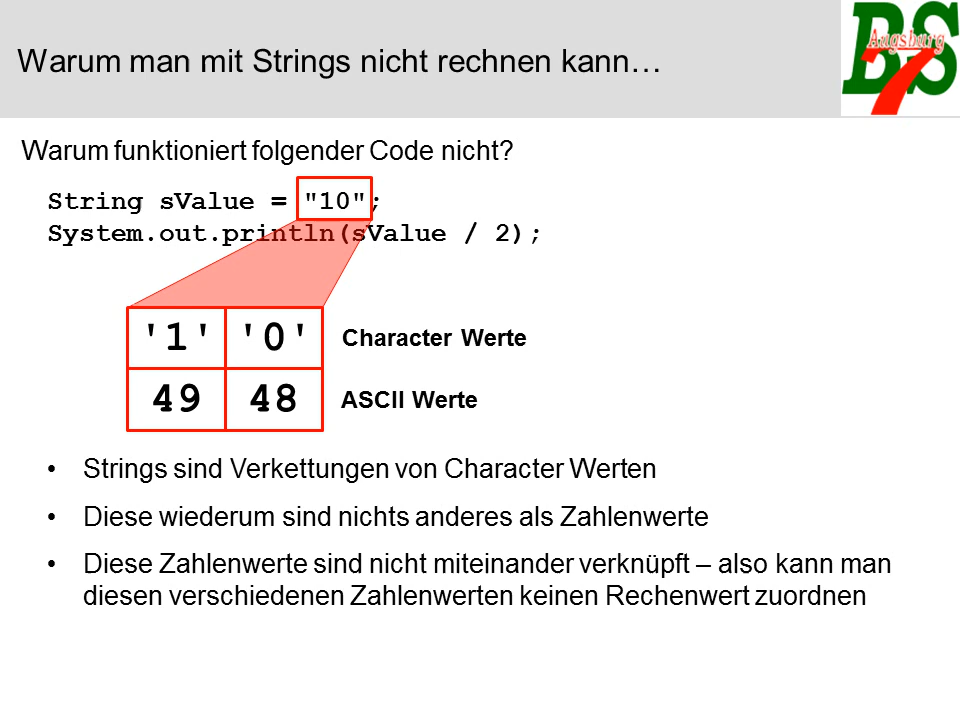 Warum man mit Strings nicht rechnen kann…
BS
Augsburg
7
Warum funktioniert folgender Code nicht?
String sValue = "10";
System.out.println(sValue / 2);
'1' '0' Character Werte
49 48 ASCII Werte
• Strings sind Verkettungen von Character Werten
• Diese wiederum sind nichts anderes als Zahlenwerte
• Diese Zahlenwerte sind nicht miteinander verknüpft – also kann man
diesen verschiedenen Zahlenwerten keinen Rechenwert zuordnen